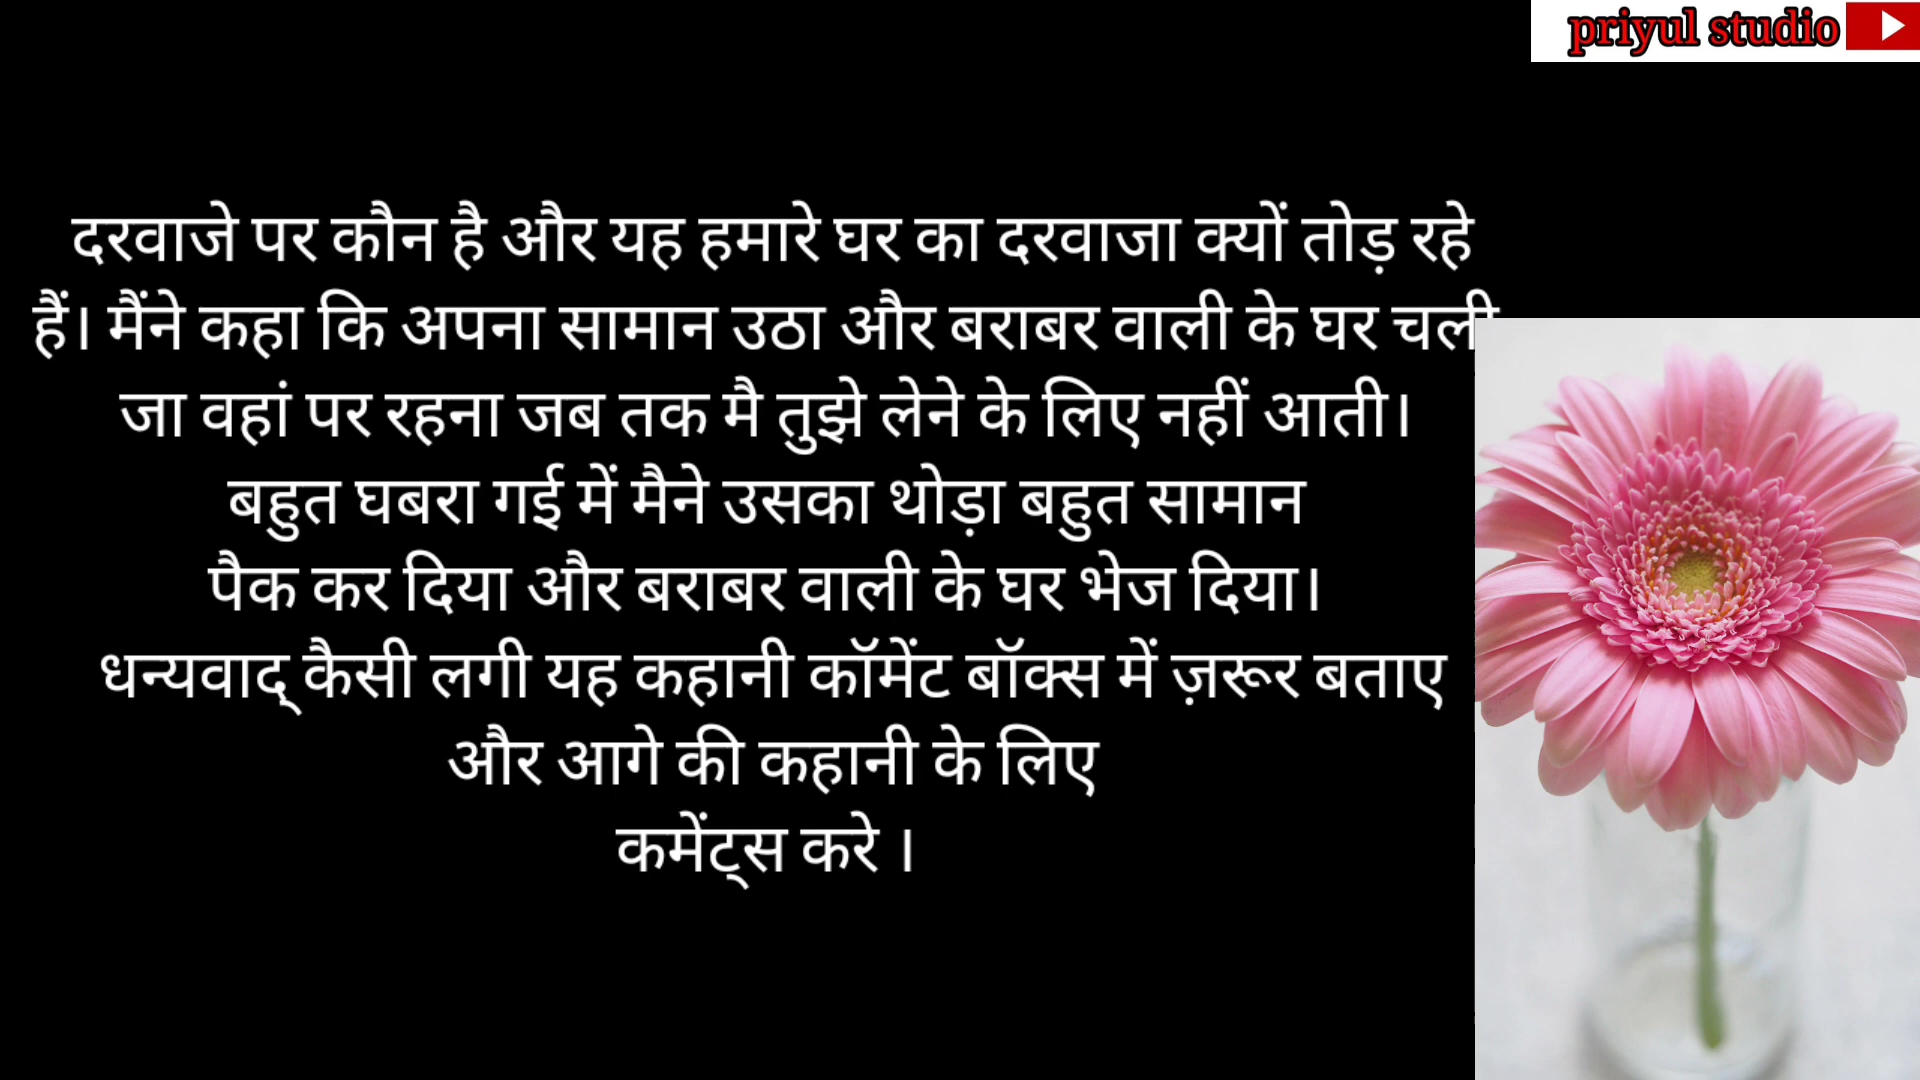 priyul studio
दरवाजे पर कौन है और यह हमारे घर का दरवाजा क्यों तोड़ रहे
हैं। मैंने कहा कि अपना सामान उठा और बराबर वाली के घर चली
जा वहां पर रहना जब तक मै तुझे लेने के लिए नहीं आती।
बहुत घबरा गई में मैने उसका थोड़ा बहुत सामान
पैक कर दिया और बराबर वाली के घर भेज दिया।
धन्यवाद् कैसी लगी यह कहानी कॉमेंट बॉक्स में ज़रूर बताए
और आगे की कहानी के लिए
कमेंट्स करे ।